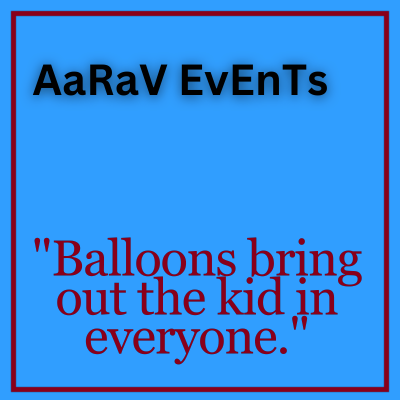 AaRaV EvEnTs
"Balloons bring
out the kid in
everyone."